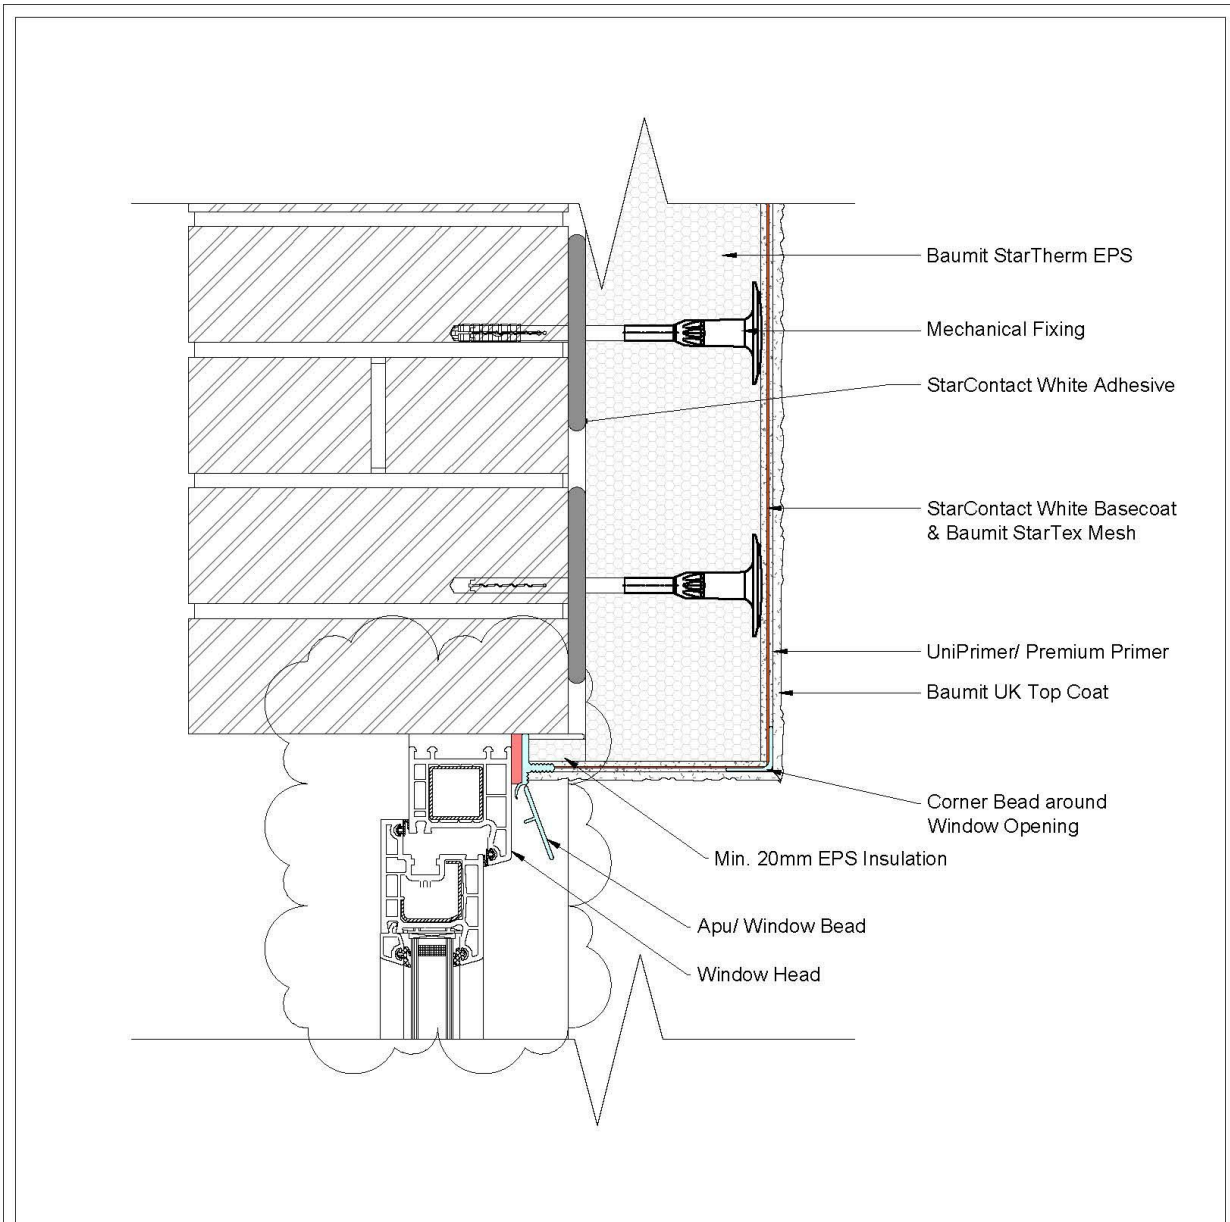 Baumit StarTherm EPS
Mechanical Fixing
StarContact White Adhesive
StarContact White Basecoat
& Baumit StarTex Mesh
UniPrimer/ Premium Primer
Baumit UK Top Coat
Corner Bead around
Window Opening
Min. 20mm EPS Insulation
Apu/ Window Bead
Window Head